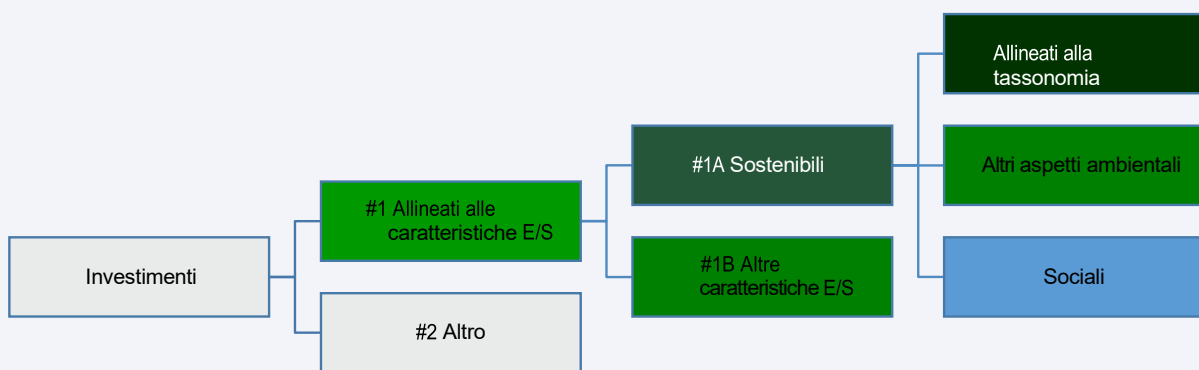 Allineati alla
tassonomia
#1A Sostenibili
Altri aspetti ambientali
#1 Allineati alle
caratteristiche E/S
Investimenti
#1B Altre
caratteristiche E/S
Sociali
#2 Altro